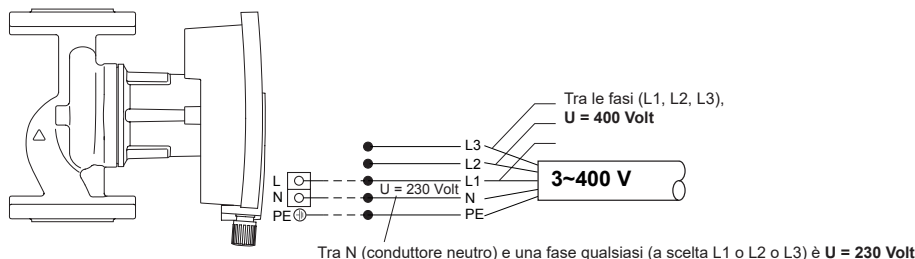 Tra le fasi (L1, L2, L3),
U = 400 Volt
L3
L2
L L1
U = 230 Volt
3~400 V
N N
PE PE
Tra N (conduttore neutro) e una fase qualsiasi (a scelta L1 o L2 o L3) è U = 230 Volt